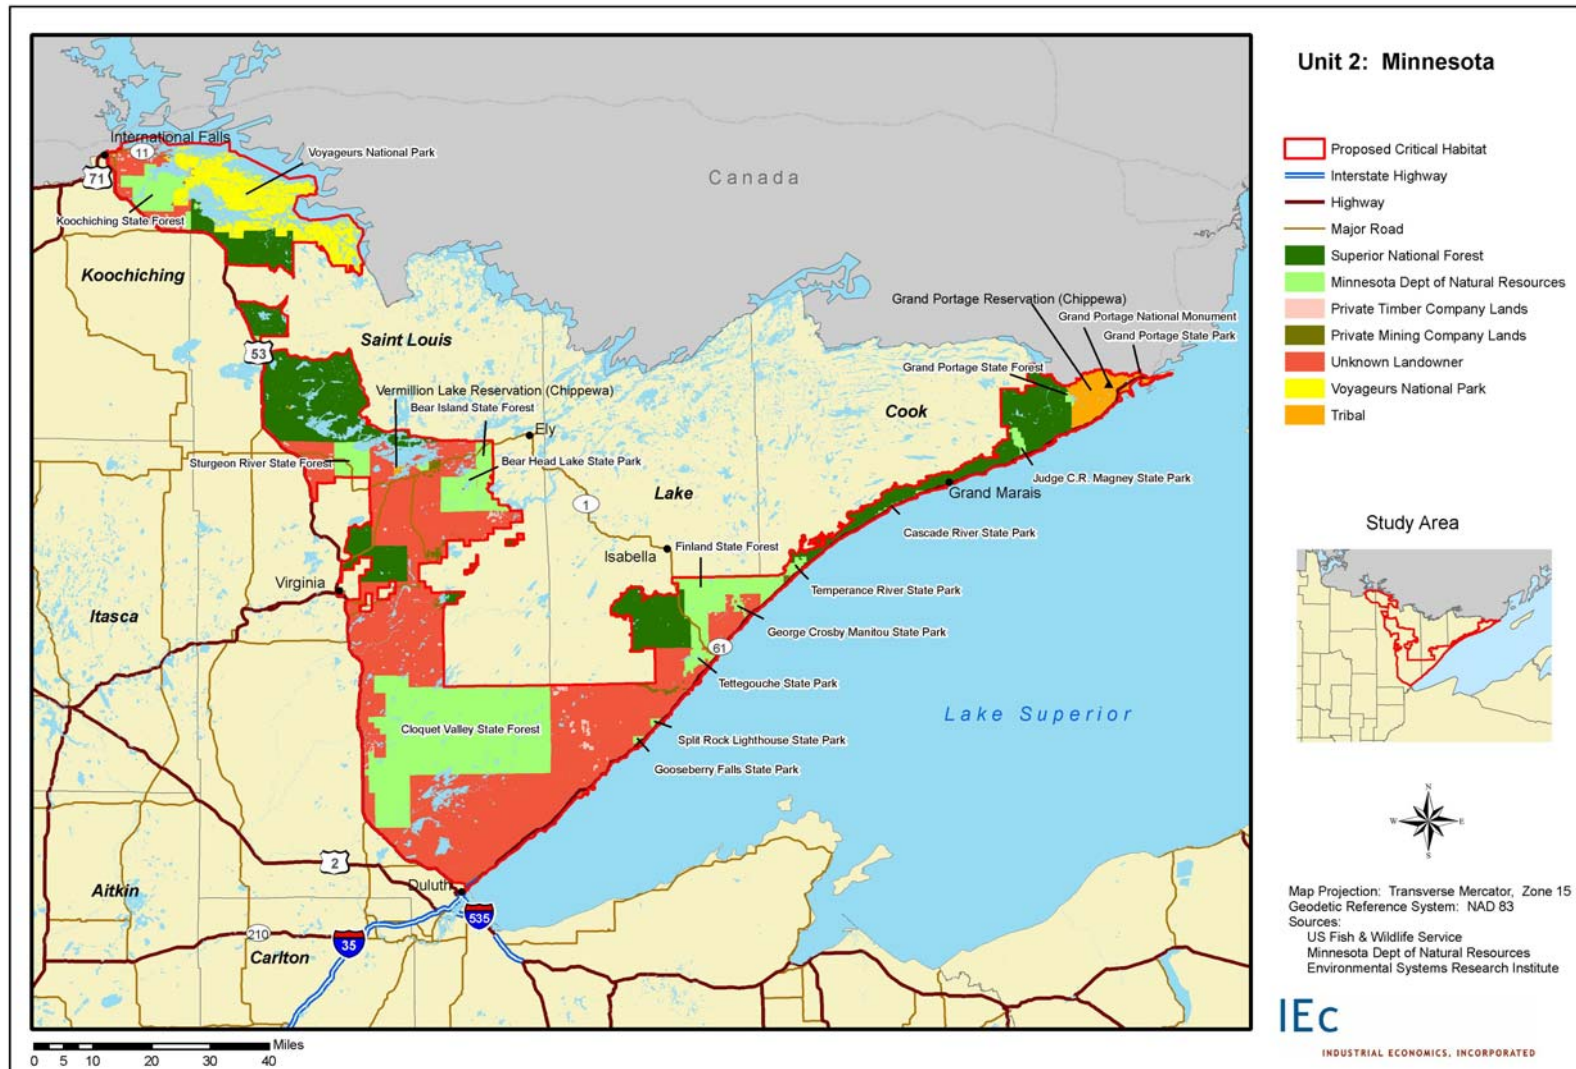 Unit 2: Minnesota
International Falls
11
Voyageurs National Park
71
Canada
Koochiching State Forest
Koochiching
Saint Louis
53
Vermillion Lake Reservation (Chippewa)
Bear Island State Forest
Ely
Sturgeon River State Forest
Bear Head Lake State Park
Grand Portage Reservation (Chippewa)
Grand Portage National Monument
Grand Portage State Park
Grand Portage State Forest
Cook
Lake
1
Judge C.R. Magney State Park
Grand Marais
Cascade River State Park
Isabella
Finland State Forest
Virginia
Temperance River State Park
Itasca
George Crosby Manitou State Park
61
Tettegouche State Park
Lake Superior
Cloquet Valley State Forest
Split Rock Lighthouse State Park
Gooseberry Falls State Park
2
Duluth
Aitkin
535
210
35
Carlton
Miles
0 5 10 20 30 40
Proposed Critical Habitat
Interstate Highway
Highway
Major Road
Superior National Forest
Minnesota Dept of Natural Resources
Private Timber Company Lands
Private Mining Company Lands
Unknown Landowner
Voyageurs National Park
Tribal
Study Area
N
W E
S
Map Projection: Transverse Mercator, Zone 15
Geodetic Reference System: NAD 83
Sources:
US Fish & Wildlife Service
Minnesota Dept of Natural Resources
Environmental Systems Research Institute
IEc
INDUSTRIAL ECONOMICS, INCORPORATED